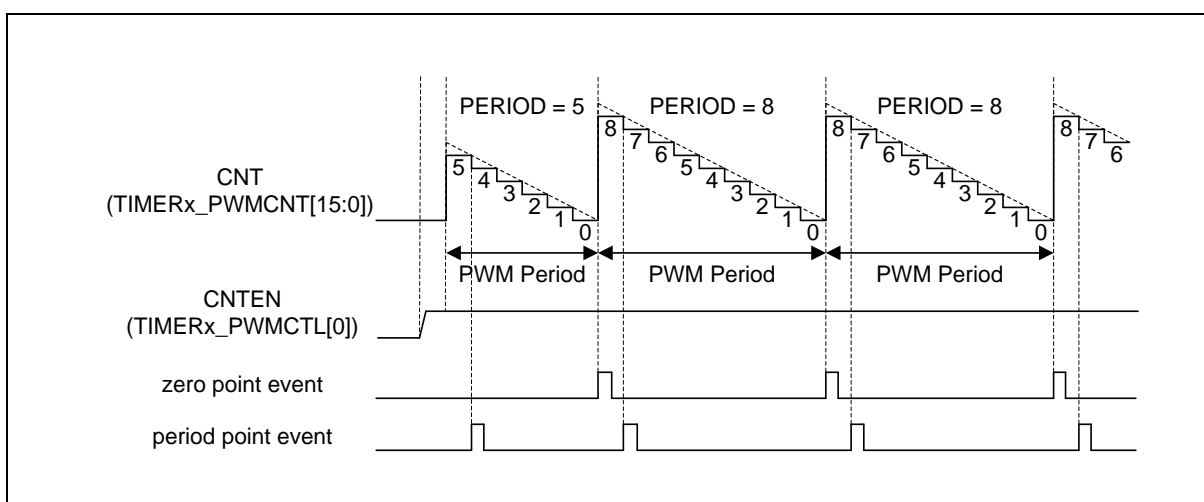 PERIOD = 5 PERIOD = 8 PERIOD = 8
8 7 6 5 4 3 2 1 0
8 7 6 5 4 3 2 1 0
8 7 6
5 4 3 2 1 0
CNT
(TIMERx_PWMCNT[15:0])
PWM Period PWM Period PWM Period
CNTEN
(TIMERx_PWMCTL[0])
zero point event
period point event